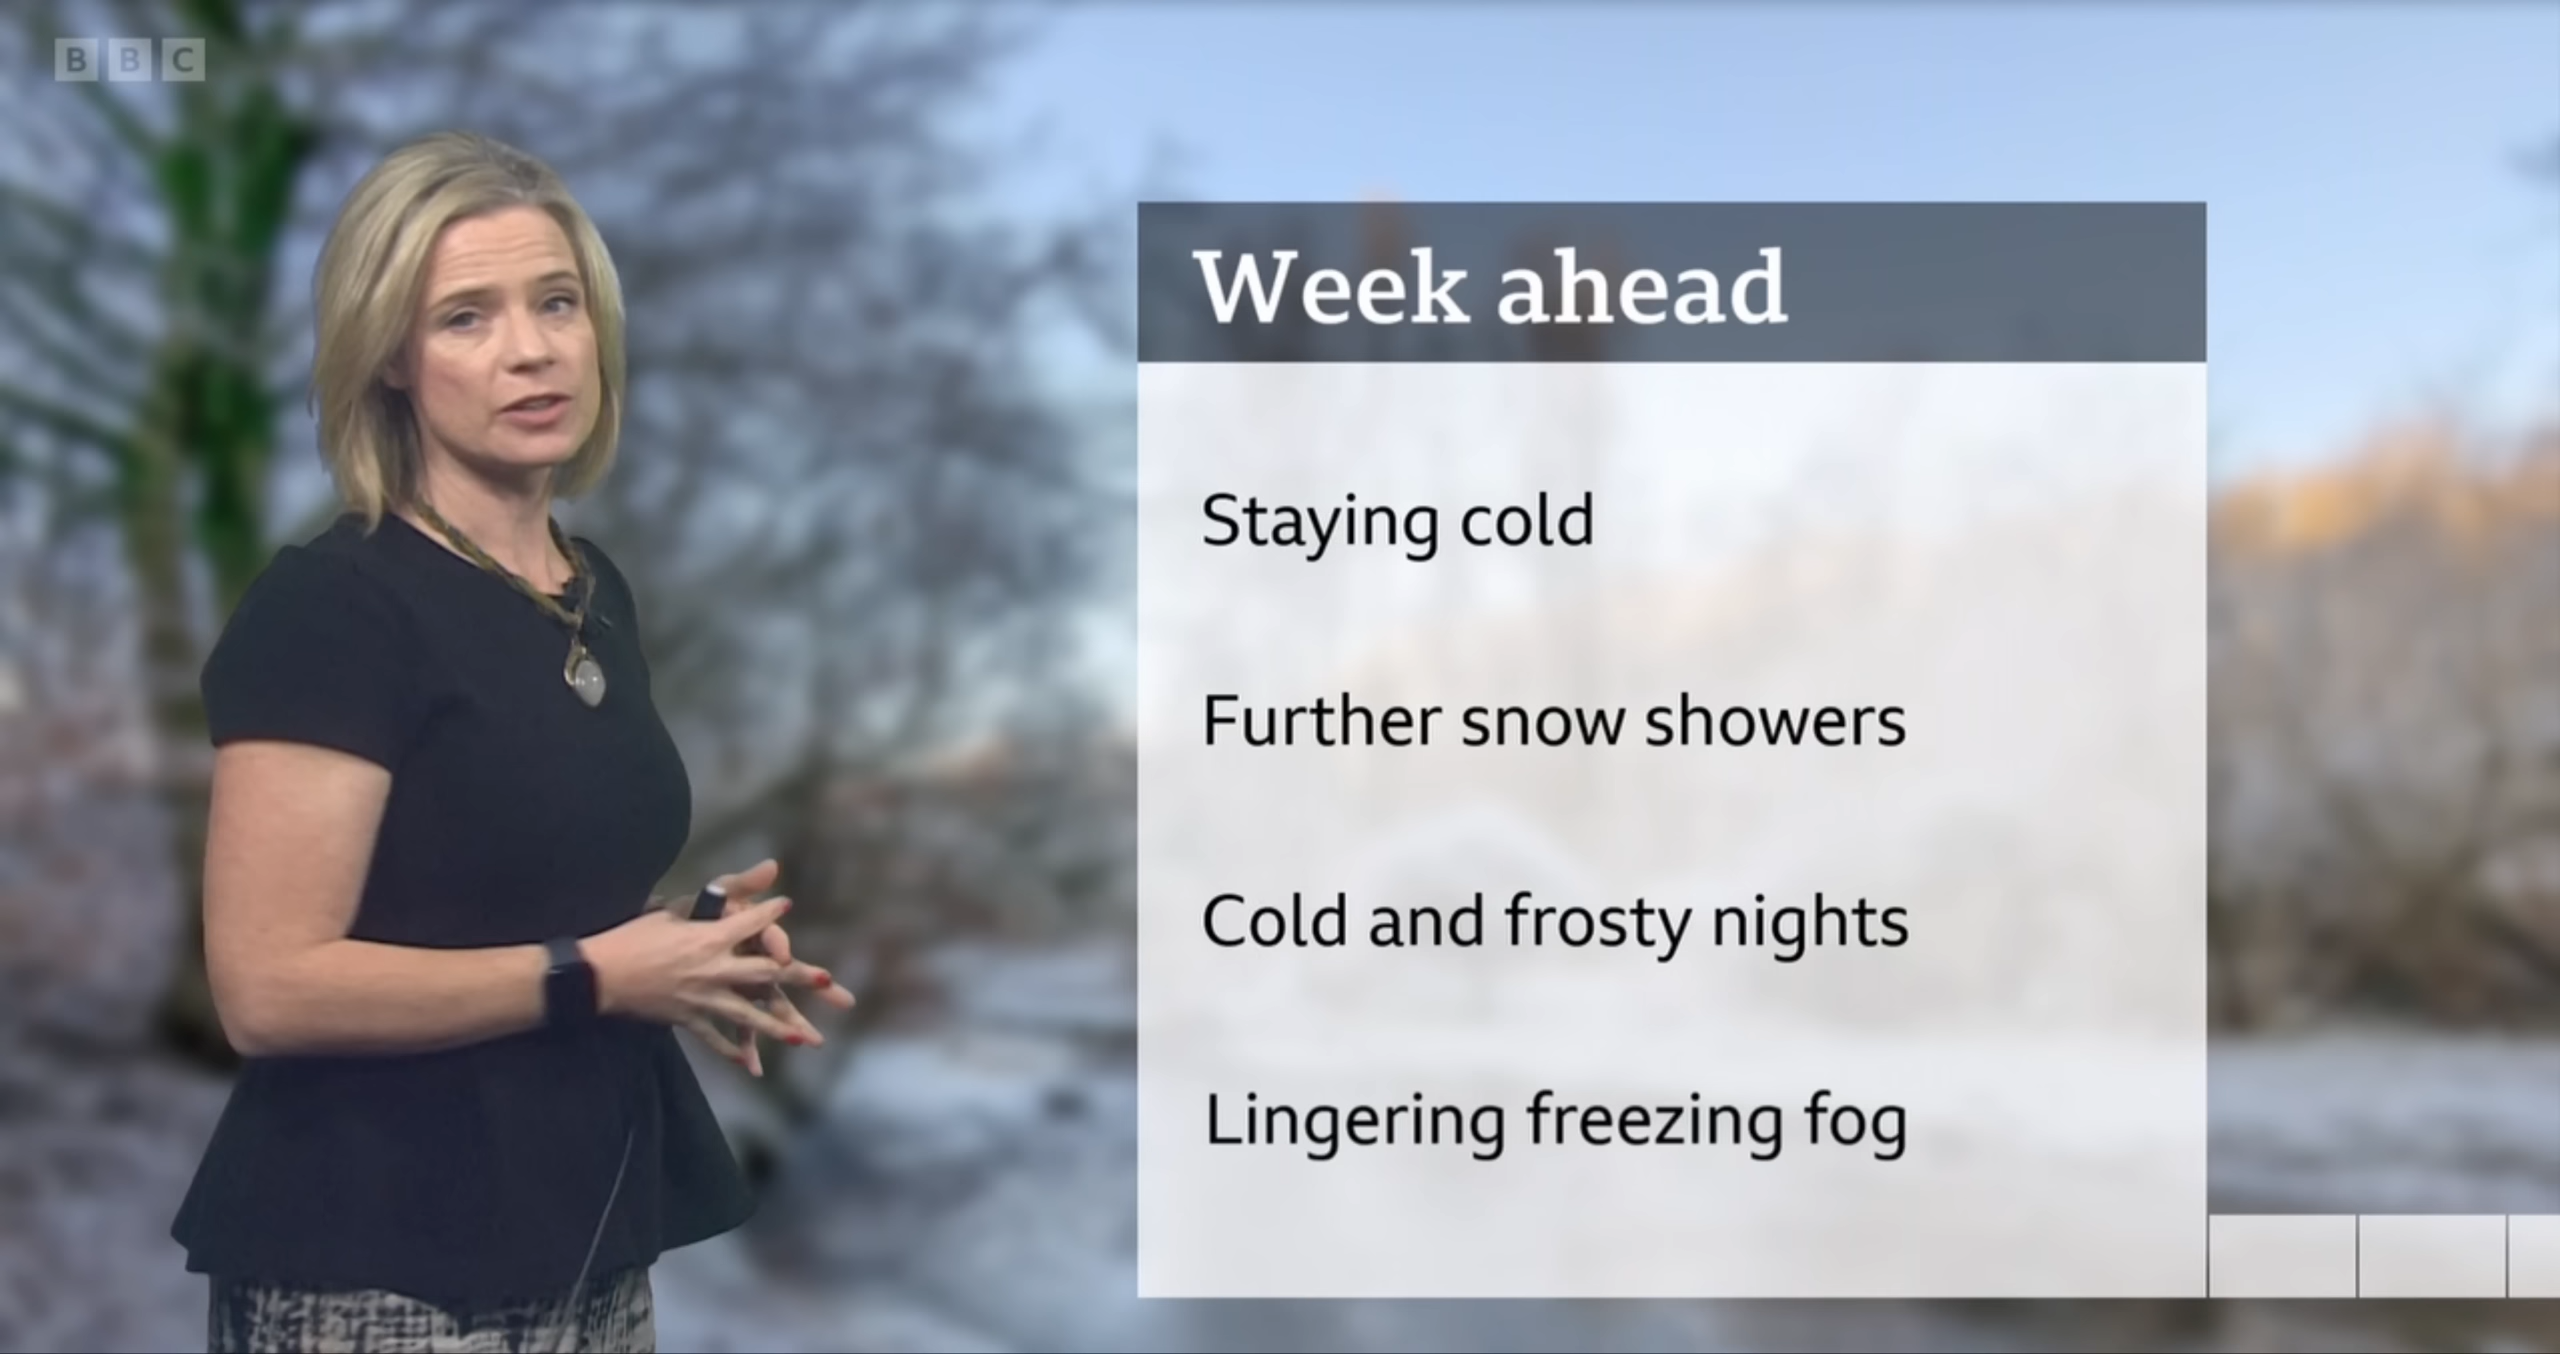 BBC
Week ahead
Staying cold
Further snow showers
Cold and frosty nights
Lingering freezing fog